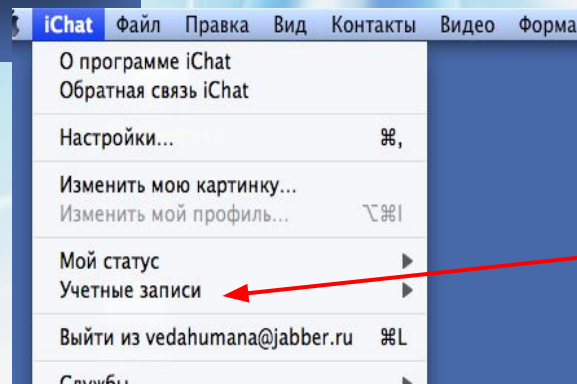 iChat Файл Правка Вид Контакты Видео Форма
О программе iChat
Обратная связь iChat
Настройки... ⌘,
Изменить мою картинку...
Изменить мой профиль... ⌥⌘I
Мой статус
Учетные записи
Выйти из vedahumana@jabber.ru ⌘L
Службы